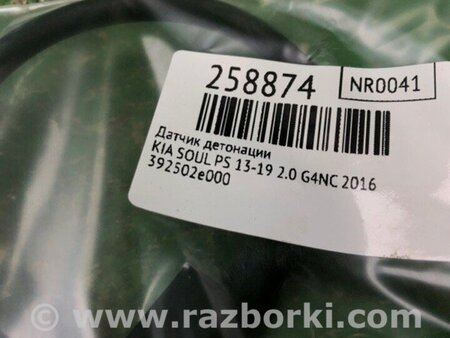 258874
NR0041
Датчик детонации
KIA SOUL PS 13-19 2.0 G4NC 2016
392502e000
www.razborki.com